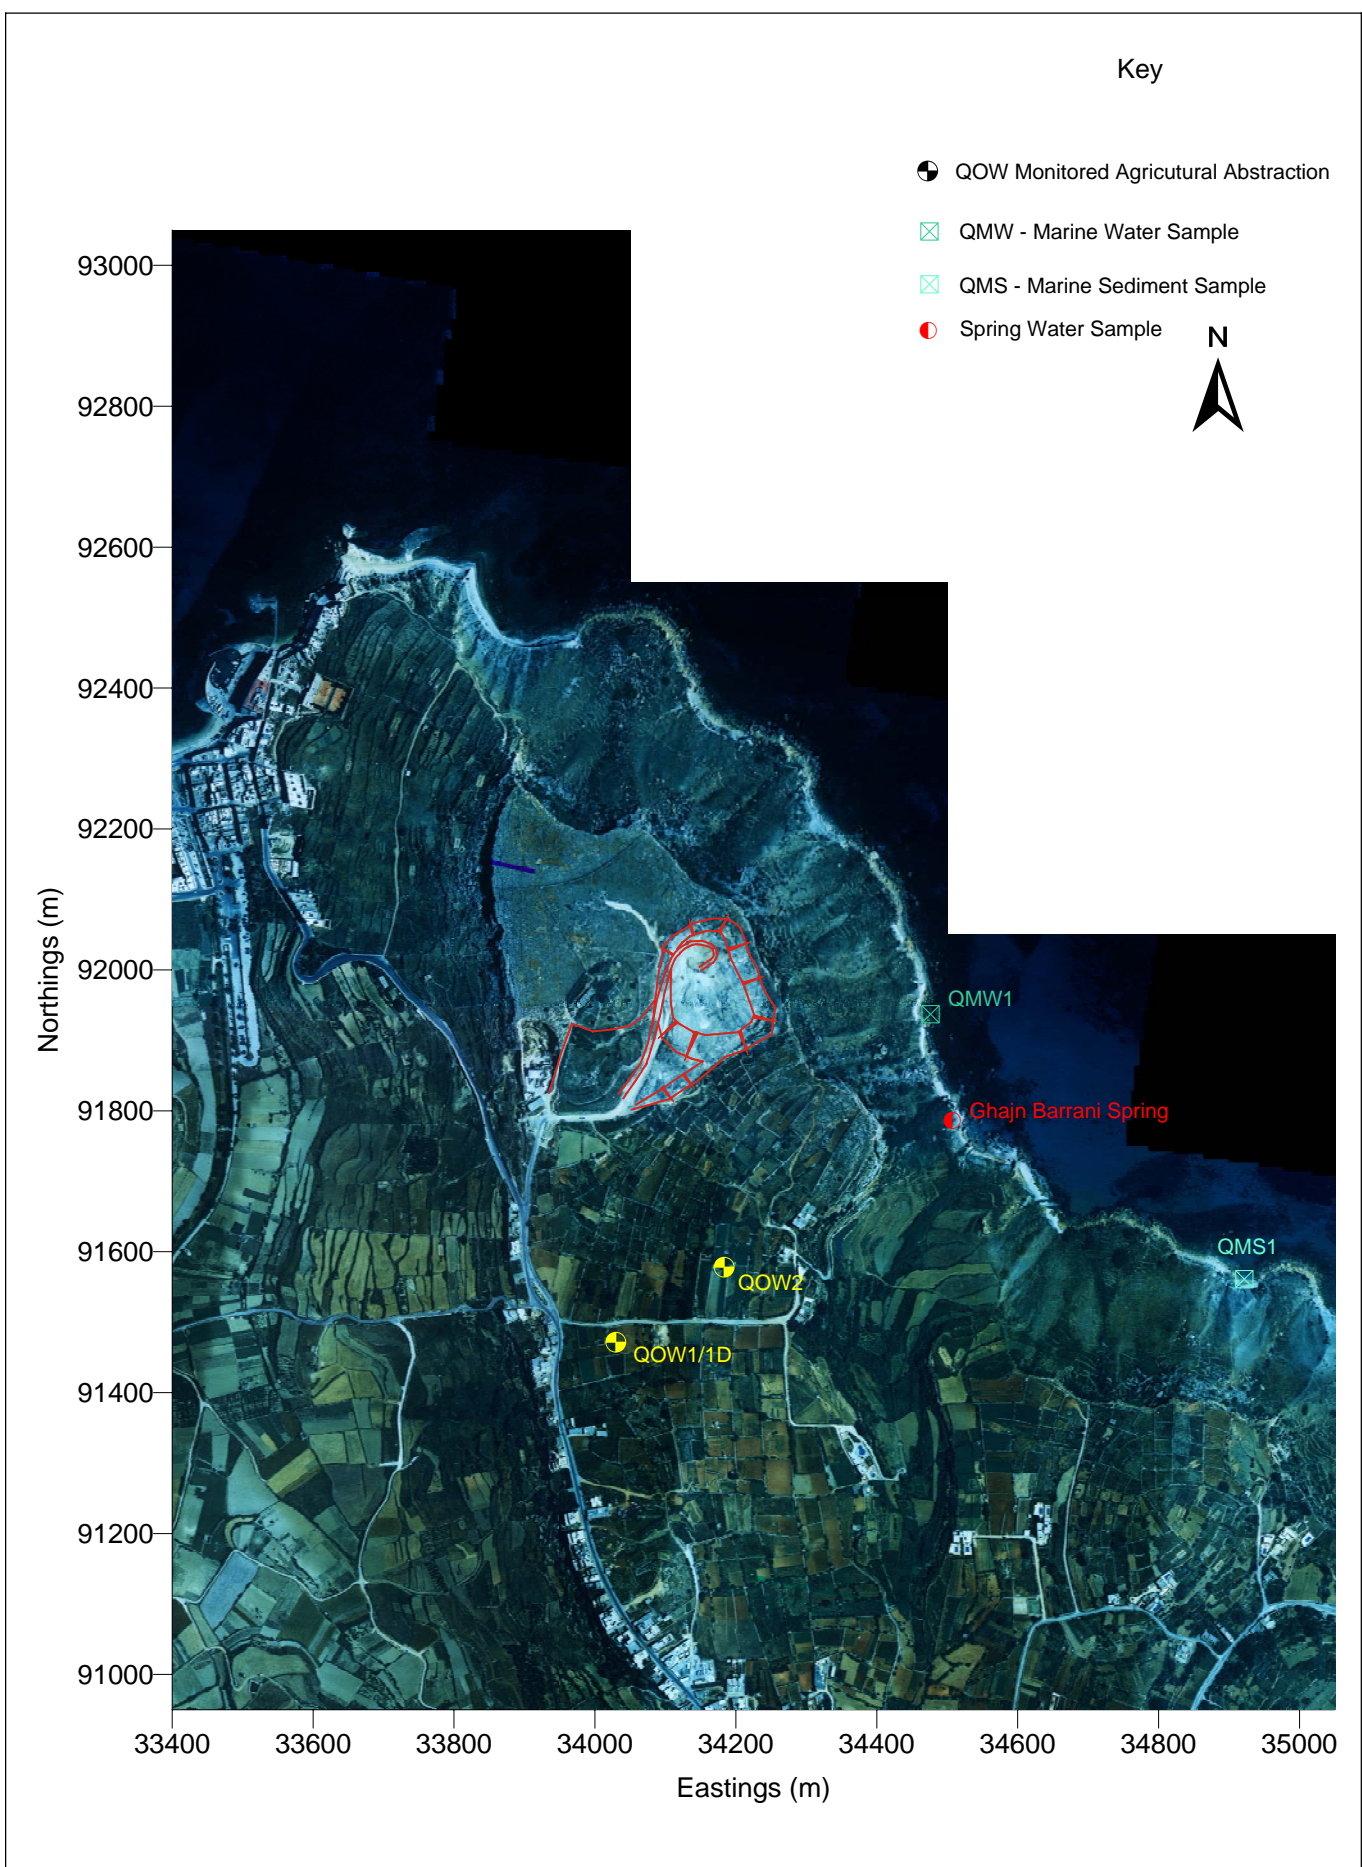 Key
QOW Monitored Agricutural Abstraction
QMW - Marine Water Sample
QMS - Marine Sediment Sample
Spring Water Sample
N
93000
92800
92600
92400
92200
92000
91800
91600
91400
91200
91000
Northings (m)
QMW1
Ghajn Barrani Spring
QMS1
QOW2
QOW1/1D
33400 33600 33800 34000 34200 34400 34600 34800 35000
Eastings (m)